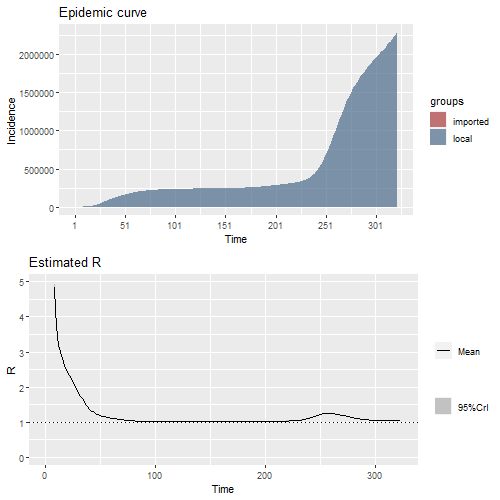 Epidemic curve
2000000
1500000
1000000
500000
0
Incidence
1 51 101 151 201 251 301
Time
groups
imported
local
Estimated R
5
4
3
2
1
0
R
0 100 200 300
Time
Mean
95%CrI